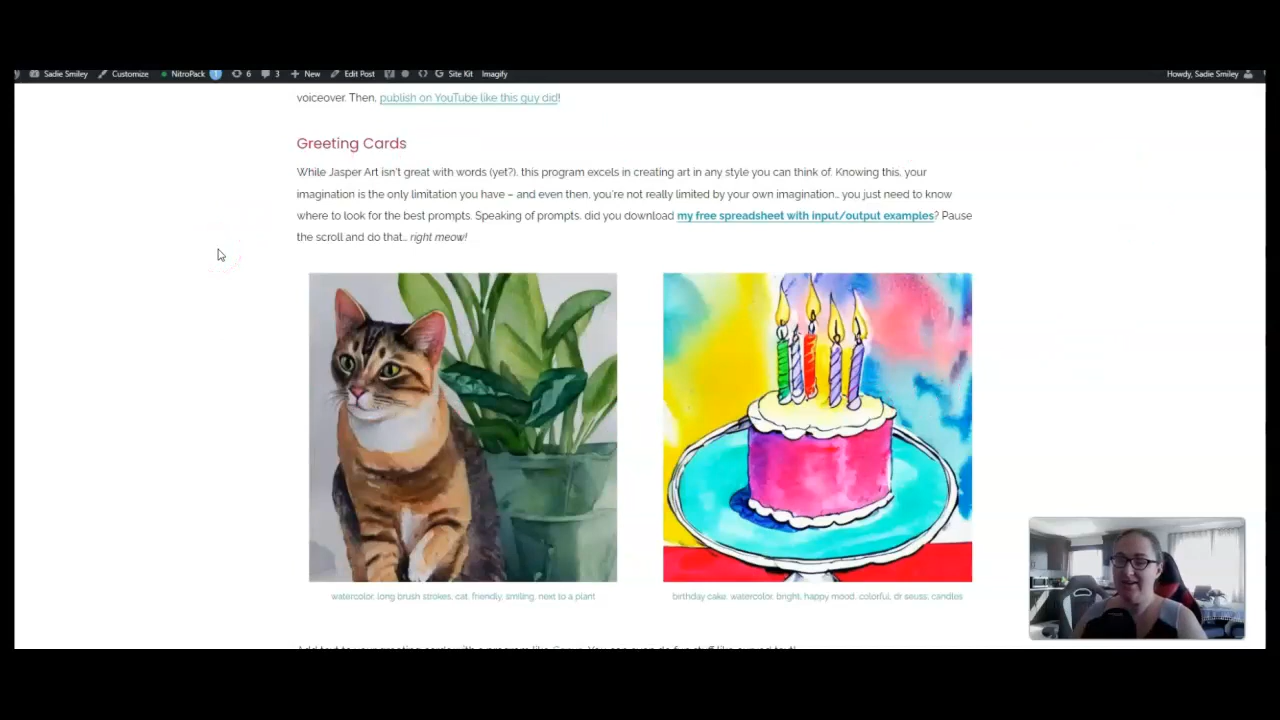 Sadie Smiley Customize NitroPack 1 6 3 New Edit Post Site Kit Imagify Howdy, Sadie Smiley
voiceover. Then, publish on YouTube like this guy did!
Greeting Cards
While Jasper Art isn't great with words (yet?), this program excels in creating art in any style you can think of. Knowing this, your
imagination is the only limitation you have – and even then, you're not really limited by your own imagination… you just need to know
where to look for the best prompts. Speaking of prompts, did you download my free spreadsheet with input/output examples? Pause
the scroll and do that… right meow!
watercolor, long brush strokes, cat, friendly, smiling, next to a plant
birthday cake, watercolor, bright, happy mood, colorful, dr seuss, candles